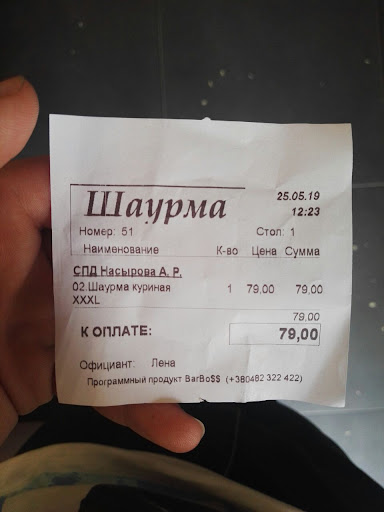 Шаурма
25.05.19
12:23
Номер: 51 Стол: 1
Наименование К-во Цена Сумма
СПД Насырова А. Р.
02.Шаурма куриная 1 79,00 79,00
XXXL
79,00
К ОПЛАТЕ: 79,00
Официант: Лена
Программный продукт BarBo$$ (+380482 322 422)